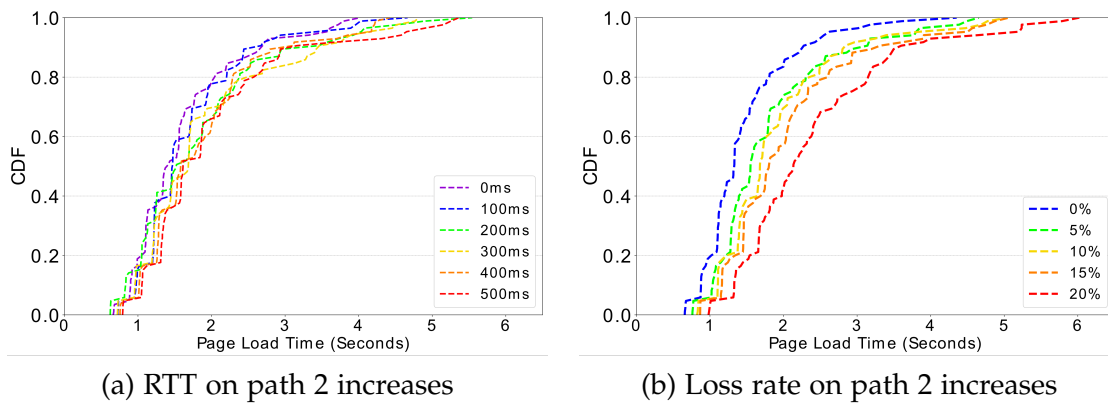 1.0
0.8
0.6
0.4
0.2
0.0
CDF
0 1 2 3 4 5 6
Page Load Time (Seconds)
0ms
100ms
200ms
300ms
400ms
500ms
(a) RTT on path 2 increases
1.0
0.8
0.6
0.4
0.2
0.0
CDF
0 1 2 3 4 5 6
Page Load Time (Seconds)
0%
5%
10%
15%
20%
(b) Loss rate on path 2 increases